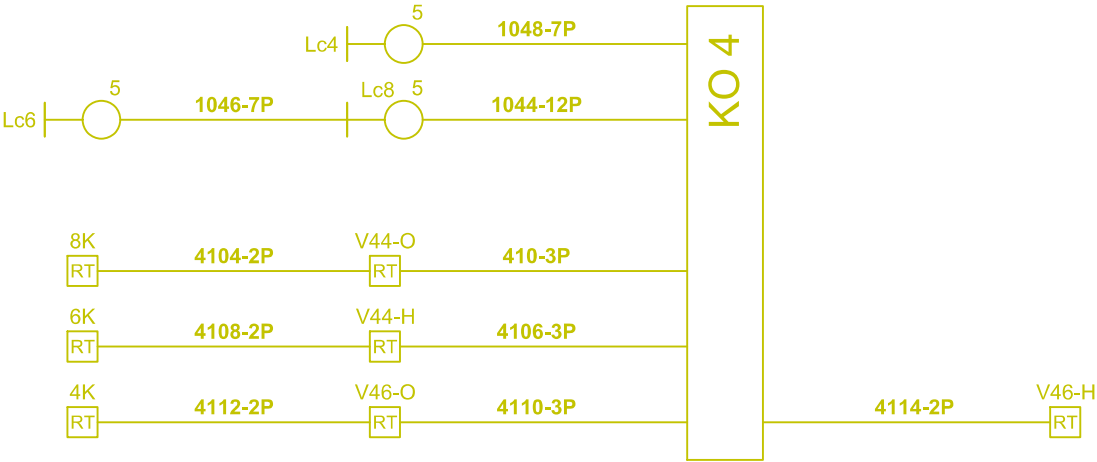 5
1048-7P
Lc4
KO 4
5
1046-7P
Lc8 5
1044-12P
Lc6
8K
4104-2P
V44-O
410-3P
RT
RT
6K
4108-2P
V44-H
4106-3P
RT
RT
4K
4112-2P
V46-O
4110-3P
4114-2P
V46-H
RT
RT
RT